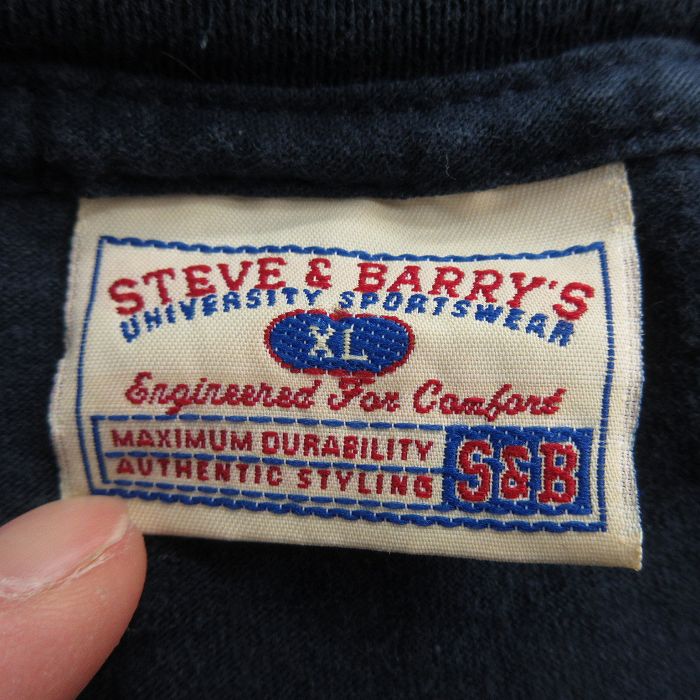 STEVE & BARRY'S
UNIVERSITY SPORTSWEAR
XL
Engineered For Comfort
MAXIMUM DURABILITY
AUTHENTIC STYLING
S&B